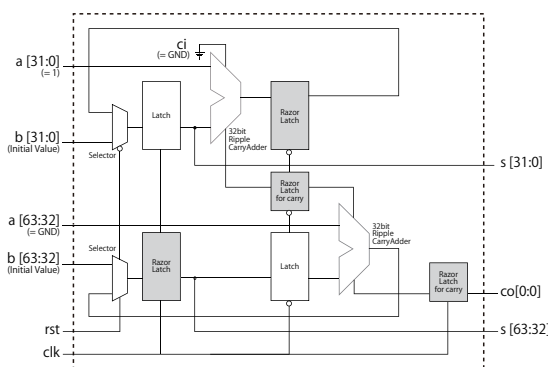 a [31:0]
(= 1)
ci
(= GND)
Latch
Razor
Latch
32bit
Ripple
CarryAdder
b [31:0]
(Initial Value)
Selector
s [31:0]
Razor
Latch
for carry
a [63:32]
(= GND)
32bit
Ripple
CarryAdder
Selector
b [63:32]
(Initial Value)
Razor
Latch
Latch
Razor
Latch
for carry
co[0:0]
rst
s [63:32]
clk